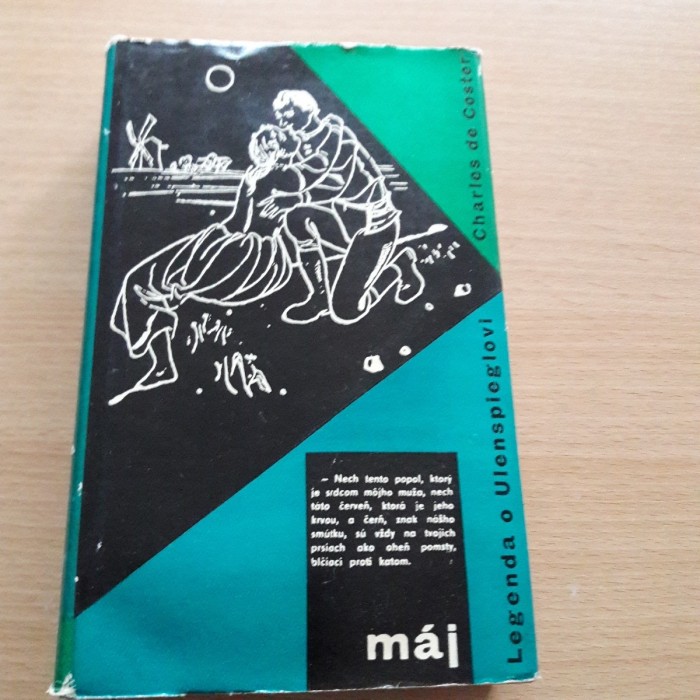 Charles de Coster
Legenda o Ulenspieglovi
– Nech tento popol, ktorý
je srdcom môjho muža, nech
táto červeň, ktorá je jeho
krvou, a čerň, znak nášho
smútku, sú vždy na tvojich
prsiach ako oheň pomsty,
blčiaci proti katom.
máj